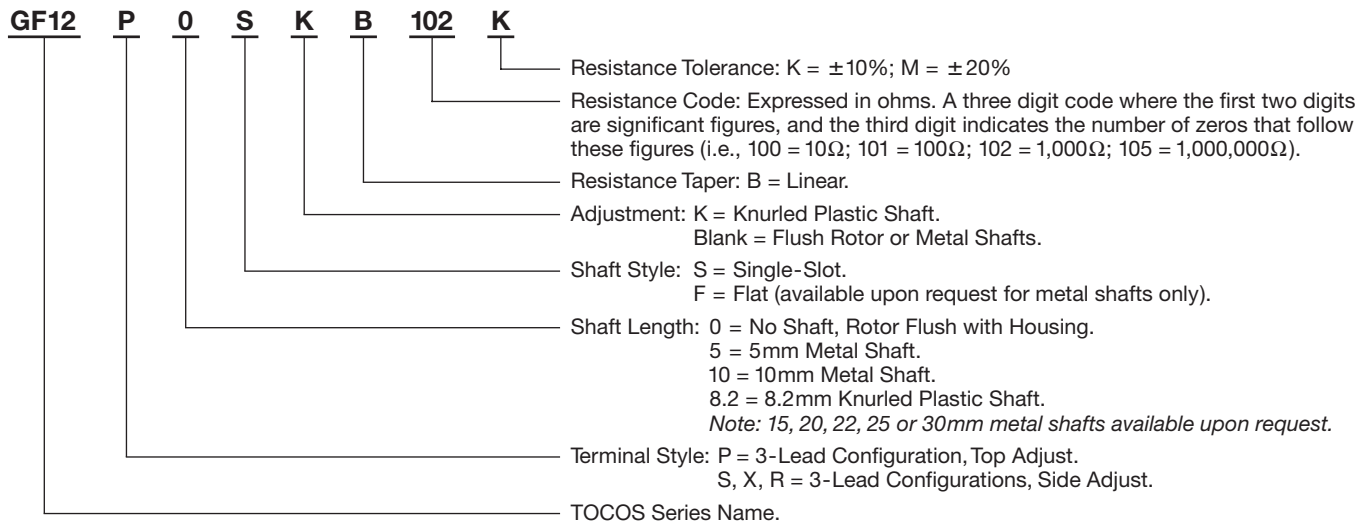 GF12 P 0 S K B 102 K
Resistance Tolerance: K = ±10%; M = ±20%
Resistance Code: Expressed in ohms. A three digit code where the first two digits
are significant figures, and the third digit indicates the number of zeros that follow
these figures (i.e., 100 = 10Ω; 101 = 100Ω; 102 = 1,000Ω; 105 = 1,000,000Ω).
Resistance Taper: B = Linear.
Adjustment: K = Knurled Plastic Shaft.
Blank = Flush Rotor or Metal Shafts.
Shaft Style: S = Single-Slot.
F = Flat (available upon request for metal shafts only).
Shaft Length: 0 = No Shaft, Rotor Flush with Housing.
5 = 5mm Metal Shaft.
10 = 10mm Metal Shaft.
8.2 = 8.2mm Knurled Plastic Shaft.
Note: 15, 20, 22, 25 or 30mm metal shafts available upon request.
Terminal Style: P = 3-Lead Configuration, Top Adjust.
S, X, R = 3-Lead Configurations, Side Adjust.
TOCOS Series Name.